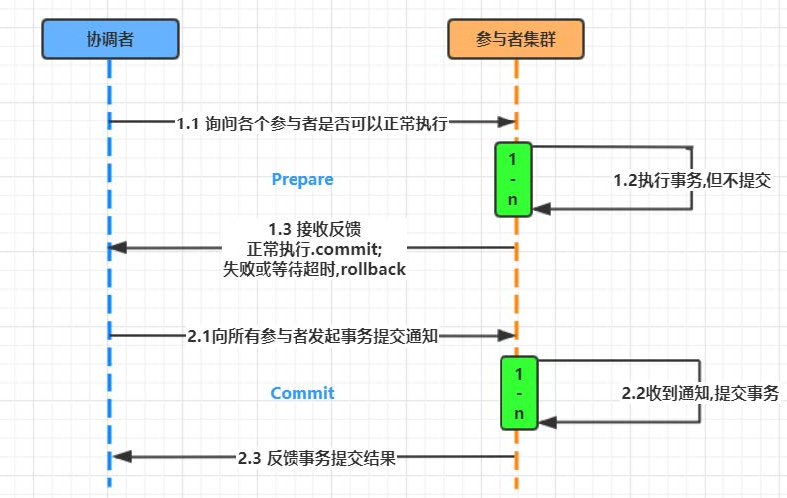 协调者
参与者集群
1.1 询问各个参与者是否可以正常执行
1
-
n
1.2执行事务,但不提交
Prepare
1.3 接收反馈
正常执行.commit;
失败或等待超时,rollback
2.1向所有参与者发起事务提交通知
1
-
n
2.2收到通知,提交事务
Commit
2.3 反馈事务提交结果